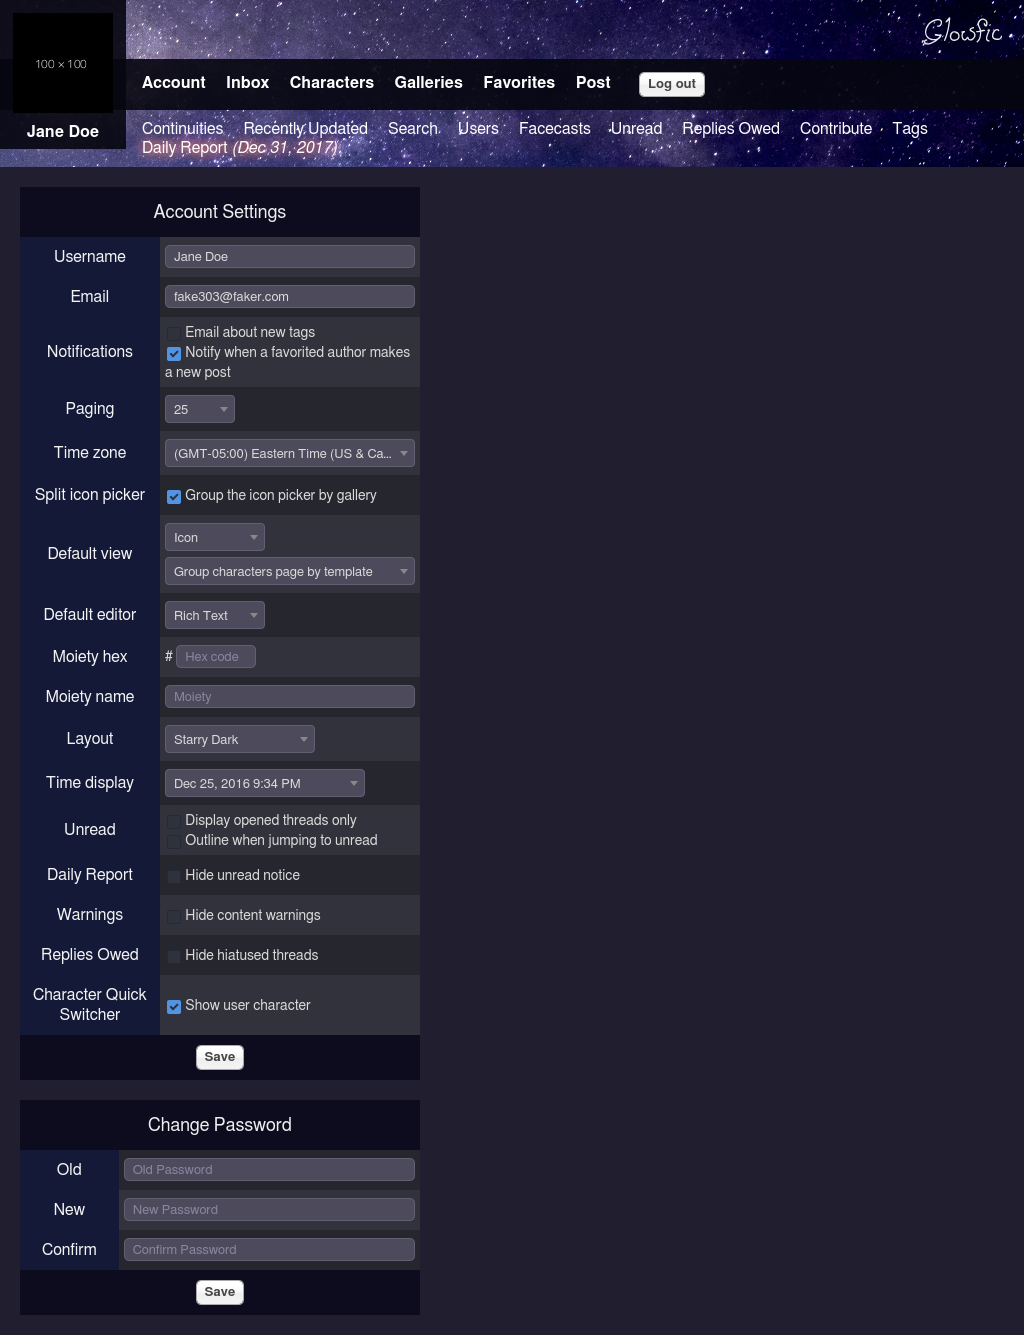 100 × 100
Glowfic
Account Inbox Characters Galleries Favorites Post Log out
Jane Doe
Continuities Recently Updated Search Users Facecasts Unread Replies Owed Contribute Tags
Daily Report (Dec 31, 2017)
Account Settings
Username Jane Doe
Email fake303@faker.com
Notifications
Email about new tags
Notify when a favorited author makes
a new post
Paging 25
Time zone (GMT-05:00) Eastern Time (US & Ca...
Split icon picker Group the icon picker by gallery
Default view
Icon
Group characters page by template
Default editor Rich Text
Moiety hex # Hex code
Moiety name Moiety
Layout Starry Dark
Time display Dec 25, 2016 9:34 PM
Unread
Display opened threads only
Outline when jumping to unread
Daily Report Hide unread notice
Warnings Hide content warnings
Replies Owed Hide hiatused threads
Character Quick
Switcher
Show user character
Save
Change Password
Old Old Password
New New Password
Confirm Confirm Password
Save